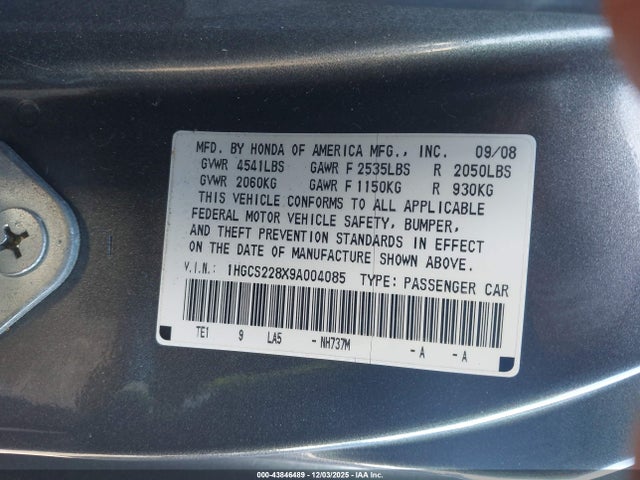 MFD. BY HONDA OF AMERICA MFG., INC. 09/08
GVWR 4541LBS GAWR F 2535LBS R 2050LBS
GVWR 2060KG GAWR F 1150KG R 930KG
THIS VEHICLE CONFORMS TO ALL APPLICABLE
FEDERAL MOTOR VEHICLE SAFETY, BUMPER,
AND THEFT PREVENTION STANDARDS IN EFFECT
ON THE DATE OF MANUFACTURE SHOWN ABOVE.
V.I.N.: 1HGCS228X9A004085 TYPE: PASSENGER CAR
TE1 9 LA5 - NH737M - A - A
000-43846489 - 12/03/2025 - IAAI, Inc.